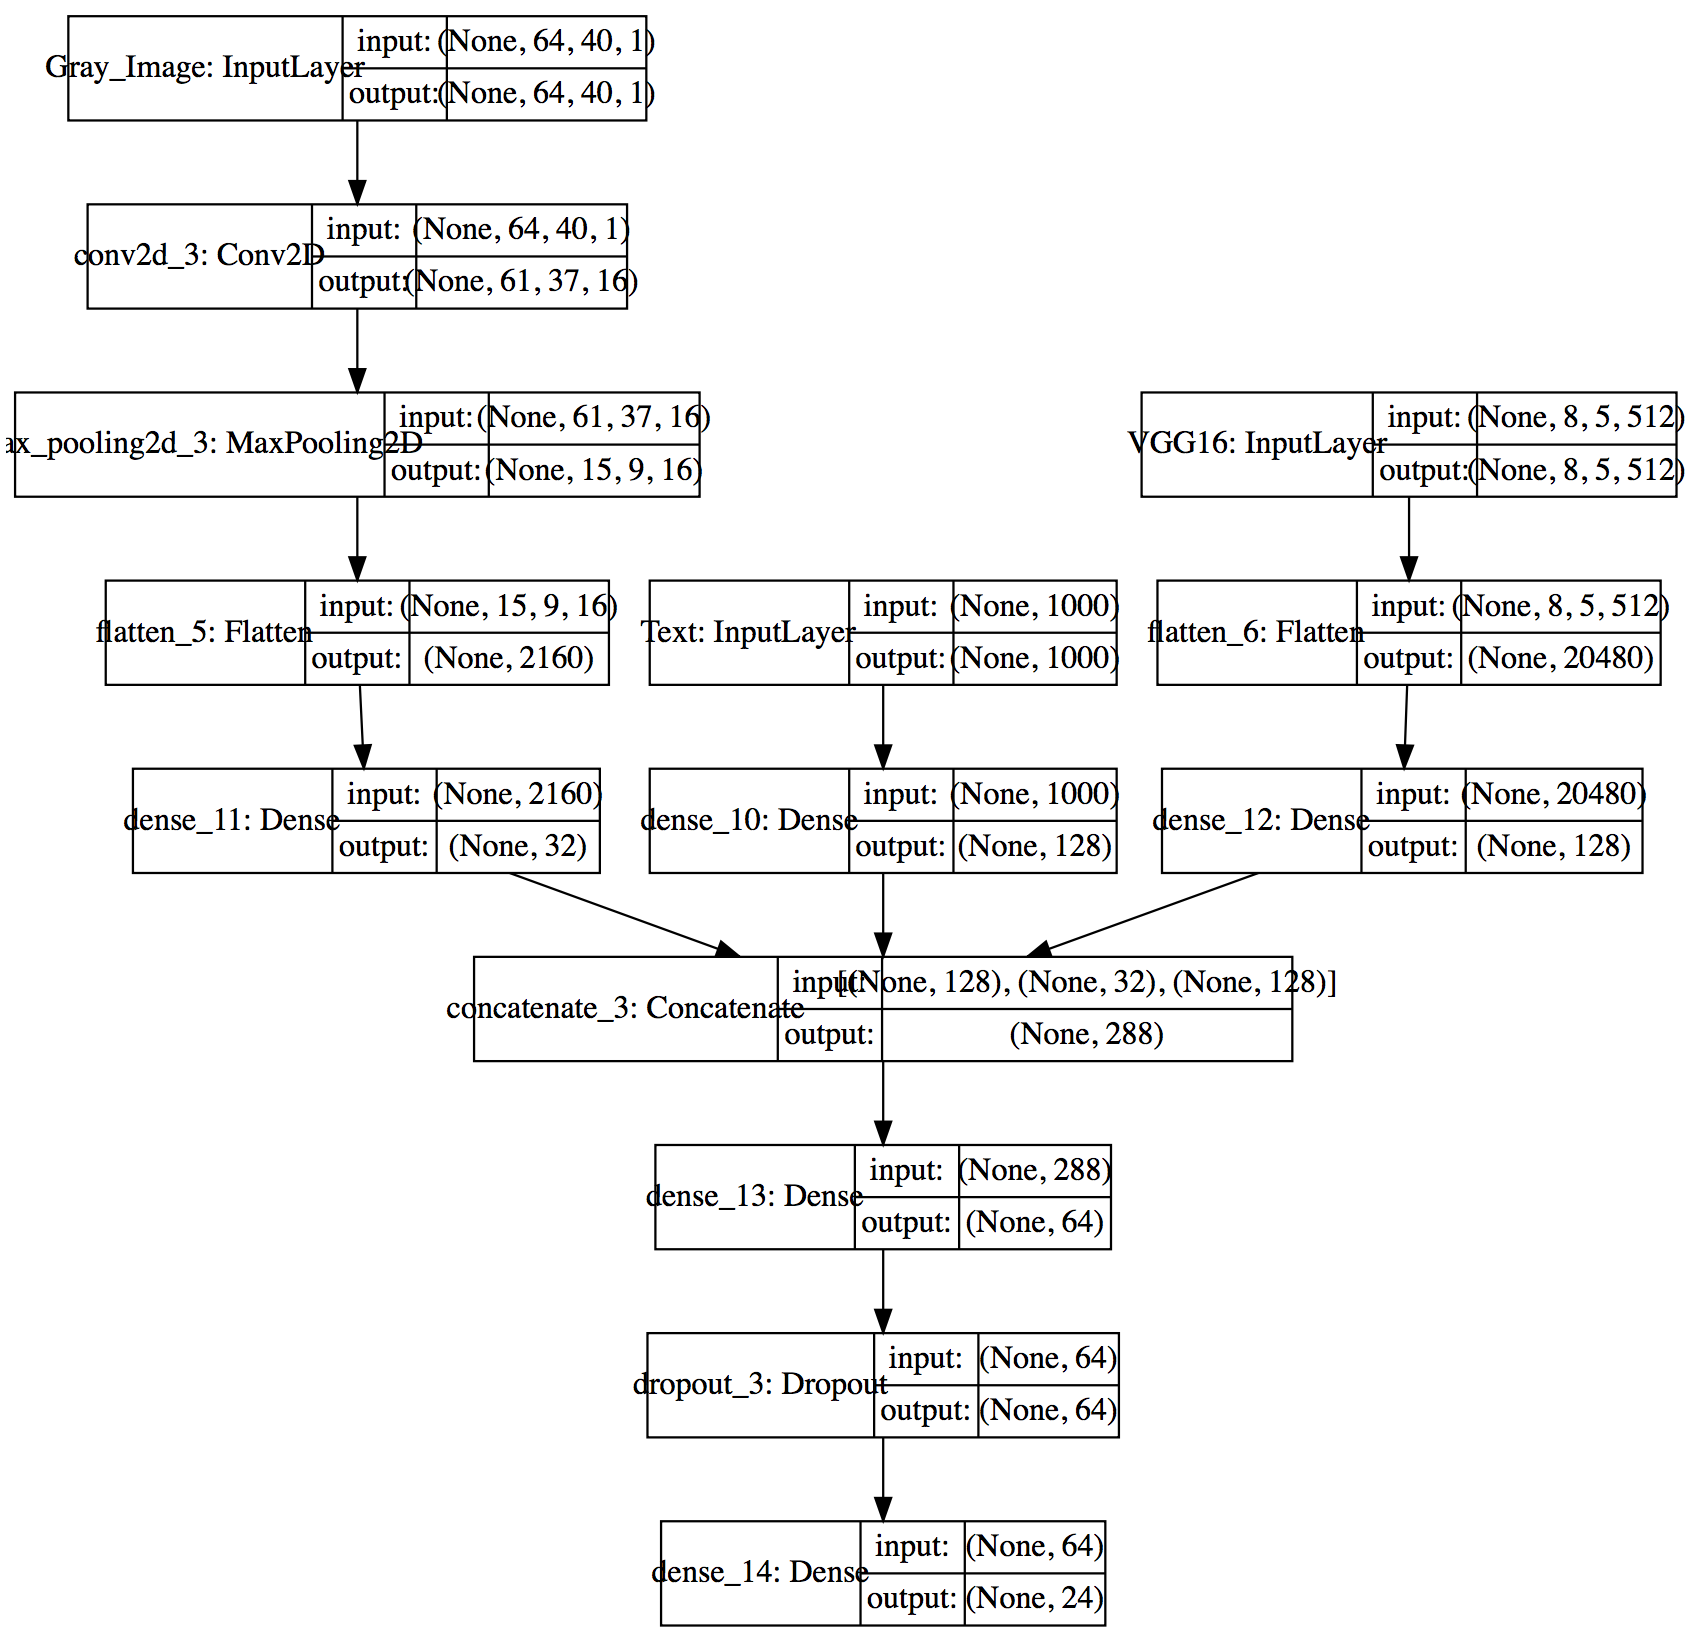 Gray_Image: InputLayer
input: (None, 64, 40, 1)
output: (None, 64, 40, 1)
conv2d_3: Conv2D
input: (None, 64, 40, 1)
output: (None, 61, 37, 16)
ax_pooling2d_3: MaxPooling2D
input: (None, 61, 37, 16)
output: (None, 15, 9, 16)
VGG16: InputLayer
input: (None, 8, 5, 512)
output: (None, 8, 5, 512)
flatten_5: Flatten
input: (None, 15, 9, 16)
output: (None, 2160)
Text: InputLayer
input: (None, 1000)
output: (None, 1000)
flatten_6: Flatten
input: (None, 8, 5, 512)
output: (None, 20480)
dense_11: Dense
input: (None, 2160)
output: (None, 32)
dense_10: Dense
input: (None, 1000)
output: (None, 128)
dense_12: Dense
input: (None, 20480)
output: (None, 128)
concatenate_3: Concatenate
input: [(None, 128), (None, 32), (None, 128)]
output: (None, 288)
dense_13: Dense
input: (None, 288)
output: (None, 64)
dropout_3: Dropout
input: (None, 64)
output: (None, 64)
dense_14: Dense
input: (None, 64)
output: (None, 24)